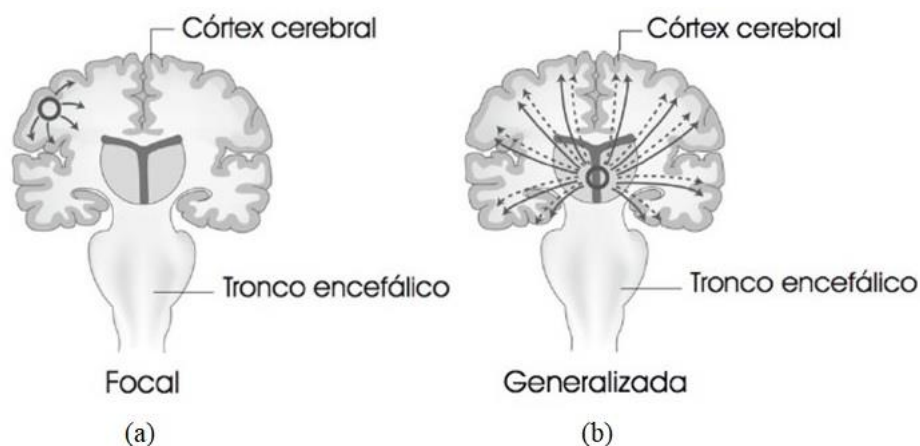 Córtex cerebral
Tronco encefálico
Focal
(a)
Córtex cerebral
Tronco encefálico
Generalizada
(b)